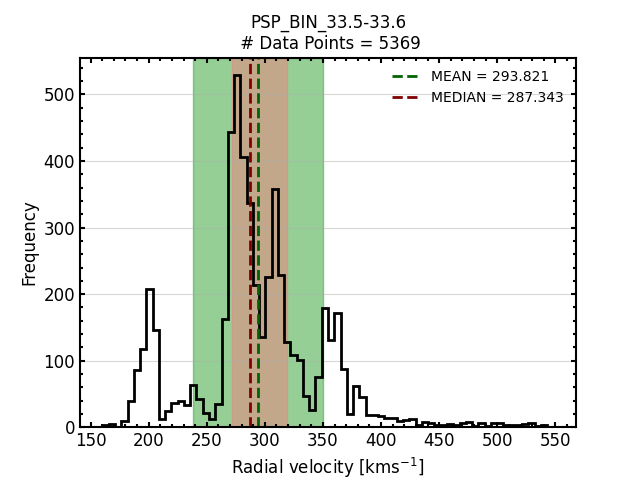 PSP_BIN_33.5-33.6
# Data Points = 5369
MEAN = 293.821
MEDIAN = 287.343
Frequency
500
400
300
200
100
0
150 200 250 300 350 400 450 500 550
Radial velocity [kms⁻¹]